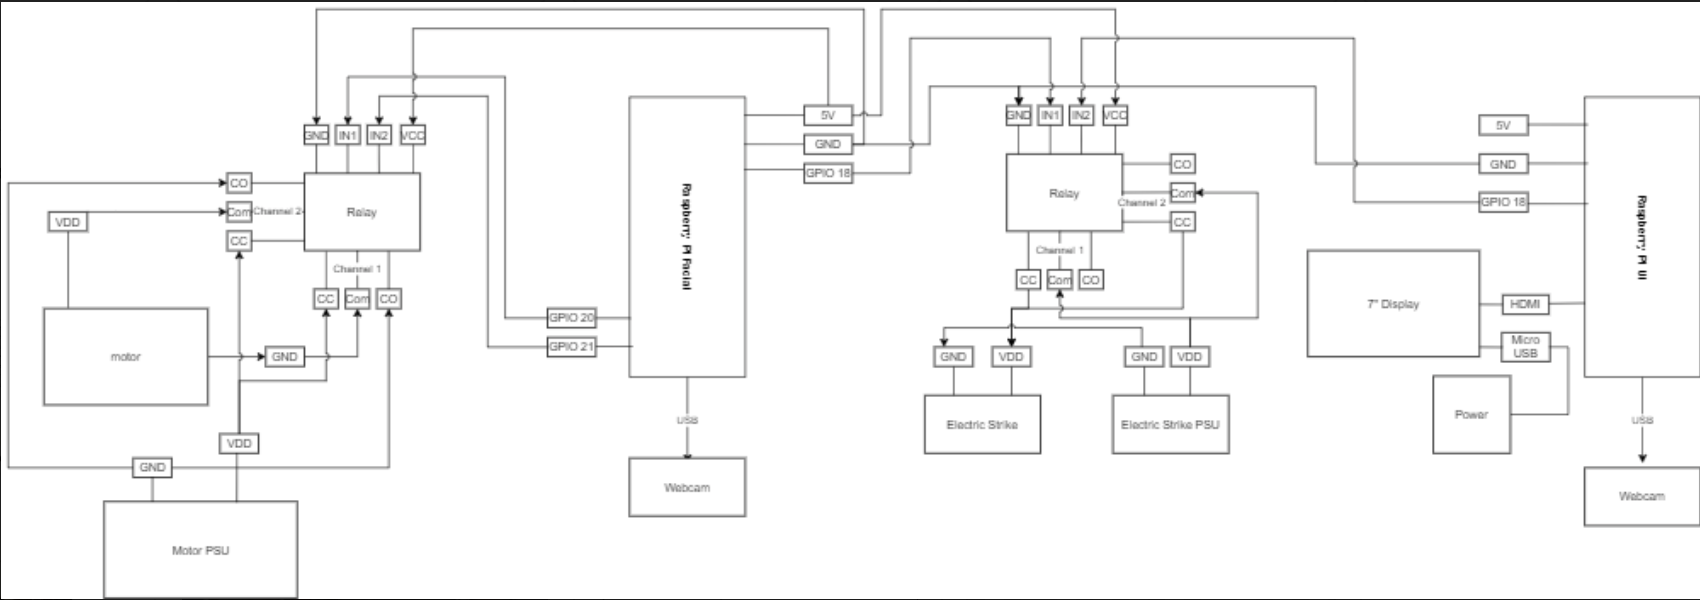 GND
IN1
IN2
VCC
CO
Com
Channel 2
CC
Relay
Channel 1
CC
Com
CO
VDD
motor
GND
VDD
GND
Motor PSU
GPIO 20
GPIO 21
Raspberry PI Facial
5V
GND
GPIO 18
USB
Webcam
GND
IN1
IN2
VCC
Relay
CO
Com
Channel 2
CC
Channel 1
CC
Com
CO
GND
VDD
GND
VDD
Electric Strike
Electric Strike PSU
5V
GND
GPIO 18
Raspberry PI UI
7" Display
HDMI
Micro
USB
Power
USB
Webcam